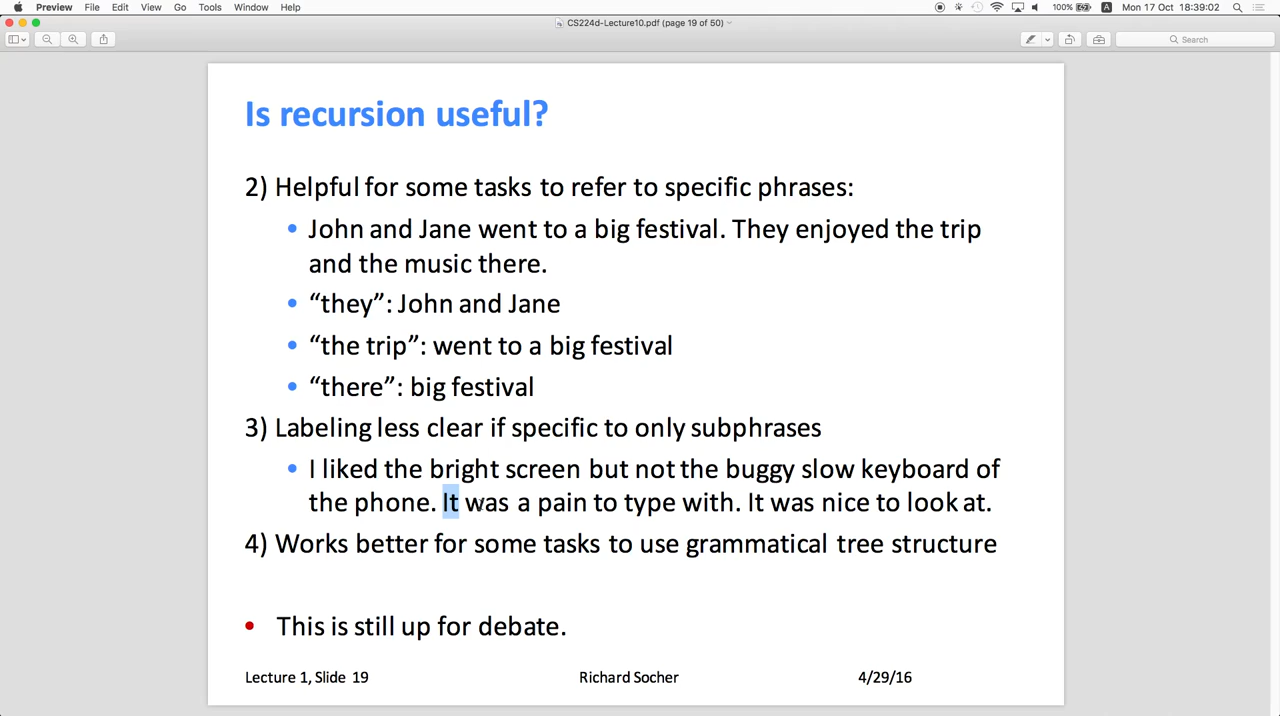 Preview File Edit View Go Tools Window Help 100% A Mon 17 Oct 18:39:02
CS224d-Lecture10.pdf (page 19 of 50)
Search
Is recursion useful?
2) Helpful for some tasks to refer to specific phrases:
• John and Jane went to a big festival. They enjoyed the trip
and the music there.
• “they”: John and Jane
• “the trip”: went to a big festival
• “there”: big festival
3) Labeling less clear if specific to only subphrases
• I liked the bright screen but not the buggy slow keyboard of
the phone. It was a pain to type with. It was nice to look at.
4) Works better for some tasks to use grammatical tree structure
• This is still up for debate.
Lecture 1, Slide 19 Richard Socher 4/29/16